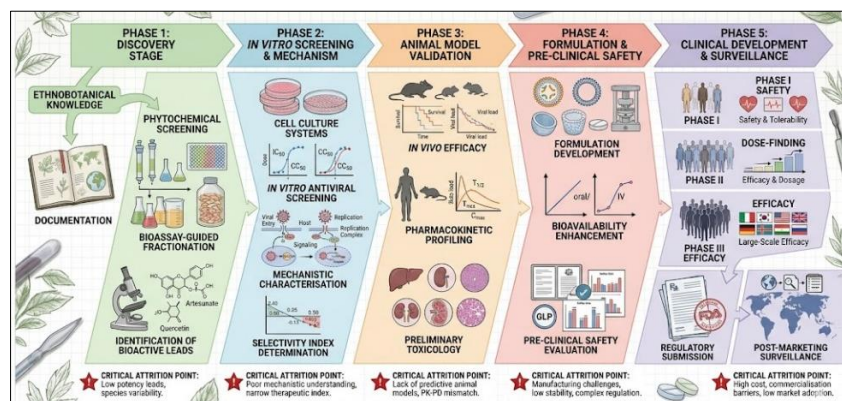 PHASE 1:
DISCOVERY
STAGE
ETHNOBOTANICAL
KNOWLEDGE
PHYTOCHEMICAL
SCREENING
DOCUMENTATION
BIOASSAY-GUIDED
FRACTIONATION
Artesunate
Quercetin
IDENTIFICATION OF
BIOACTIVE LEADS
CRITICAL ATTRITION POINT:
Low potency leads,
species variability.
PHASE 2:
IN VITRO SCREENING
& MECHANISM
CELL CULTURE
SYSTEMS
Dose
IC50
CC50
CC50
CC50
IN VITRO ANTIVIRAL
SCREENING
Viral
Entry
Host
Replication
Replication
Complex
Signaling
MECHANISTIC
CHARACTERISATION
SELECTIVITY INDEX
DETERMINATION
CRITICAL ATTRITION POINT:
Poor mechanistic understanding,
narrow therapeutic index.
PHASE 3:
ANIMAL MODEL
VALIDATION
Survival
Survival
Time
Viral load
Viral load
IN VIVO EFFICACY
T1/2
Tmax
Cmax
PHARMACOKINETIC
PROFILING
PRELIMINARY
TOXICOLOGY
CRITICAL ATTRITION POINT:
Lack of predictive animal
models, PK-PD mismatch.
PHASE 4:
FORMULATION &
PRE-CLINICAL SAFETY
FORMULATION
DEVELOPMENT
oral/
IV
BIOAVAILABILITY
ENHANCEMENT
GLP
PRE-CLINICAL SAFETY
EVALUATION
CRITICAL ATTRITION POINT:
Manufacturing challenges,
low stability, complex regulation.
PHASE 5:
CLINICAL DEVELOPMENT
& SURVEILLANCE
PHASE I
SAFETY
PHASE I
Safety & Tolerability
DOSE-FINDING
PHASE II
Efficacy & Dosage
EFFICACY
PHASE III
EFFICACY
Large-Scale Efficacy
FDA
REGULATORY
SUBMISSION
POST-MARKETING
SURVEILLANCE
CRITICAL ATTRITION POINT:
High cost, commercialisation
barriers, low market adoption.